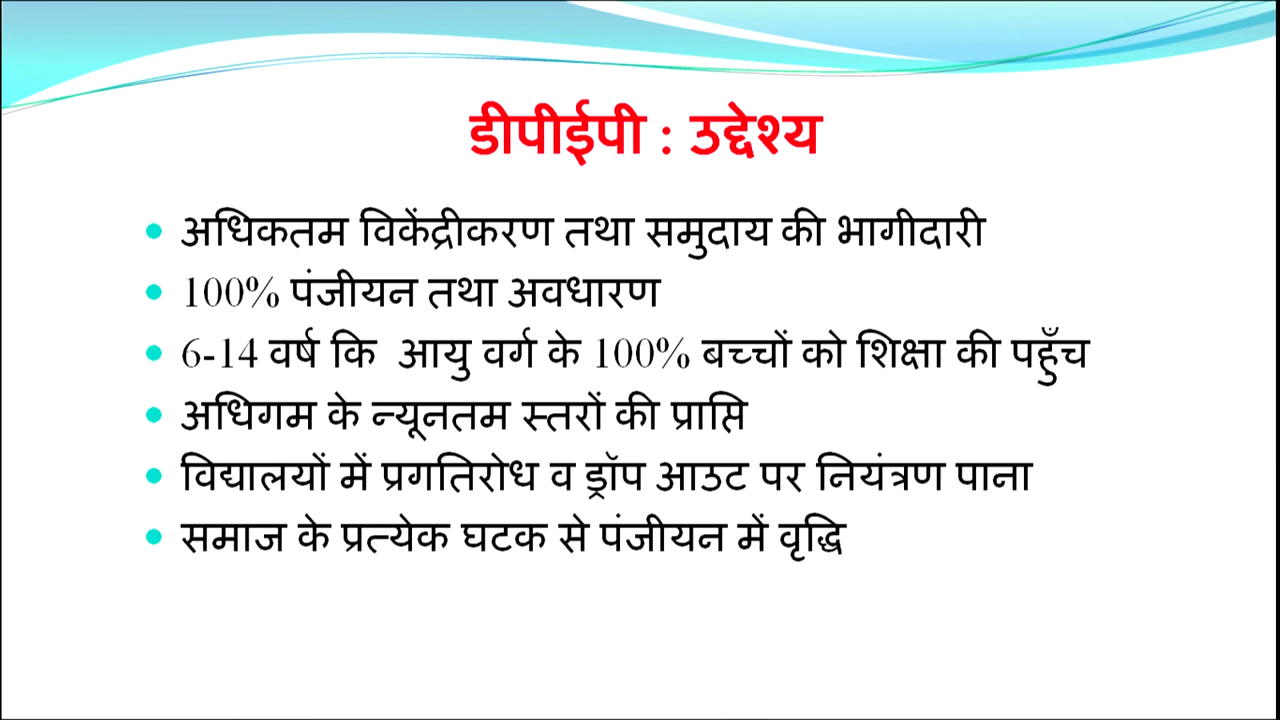 डीपीईपी : उद्देश्य
• अधिकतम विकेंद्रीकरण तथा समुदाय की भागीदारी
• 100% पंजीयन तथा अवधारण
• 6-14 वर्ष कि आयु वर्ग के 100% बच्चों को शिक्षा की पहुँच
• अधिगम के न्यूनतम स्तरों की प्राप्ति
• विद्यालयों में प्रगतिरोध व ड्रॉप आउट पर नियंत्रण पाना
• समाज के प्रत्येक घटक से पंजीयन में वृद्धि